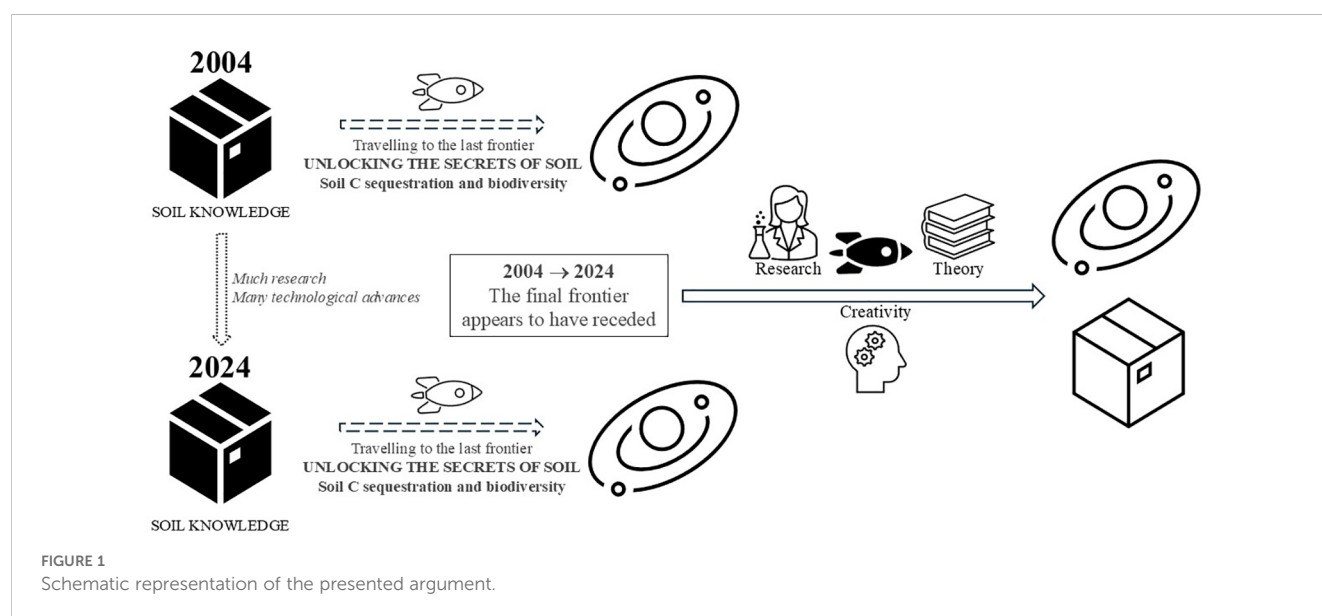 2004
Travelling to the last frontier
UNLOCKING THE SECRETS OF SOIL
Soil C sequestration and biodiversity
SOIL KNOWLEDGE
Much research
Many technological advances
2004 → 2024
The final frontier
appears to have receded
Research
Theory
Creativity
2024
Travelling to the last frontier
UNLOCKING THE SECRETS OF SOIL
Soil C sequestration and biodiversity
SOIL KNOWLEDGE
FIGURE 1
Schematic representation of the presented argument.